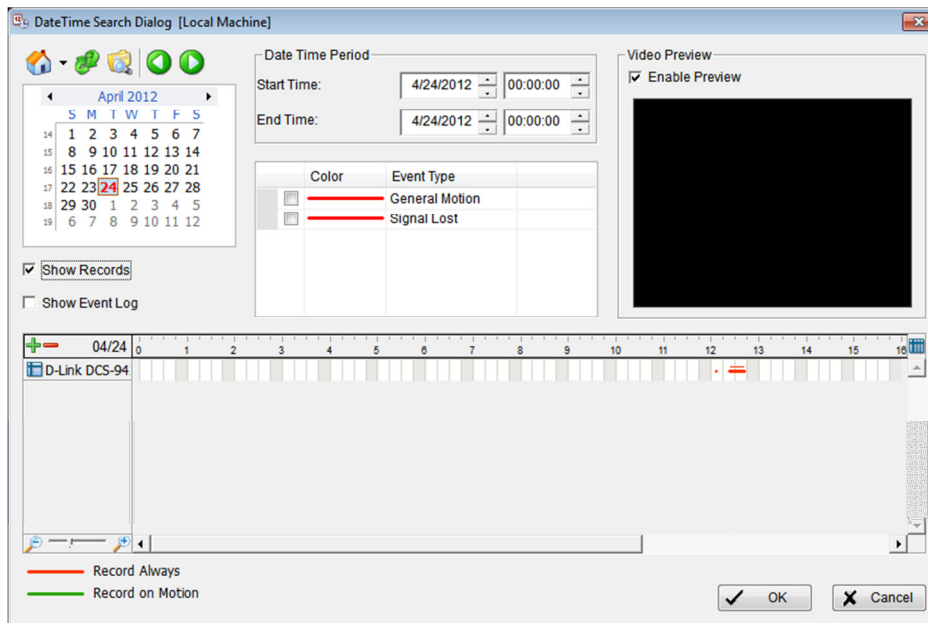 DateTime Search Dialog [Local Machine]
Date Time Period
Start Time: 4/24/2012 00:00:00
End Time: 4/24/2012 00:00:00
Video Preview
Enable Preview
April 2012
S M T W T F S
14 1 2 3 4 5 6 7
15 8 9 10 11 12 13 14
16 15 16 17 18 19 20 21
17 22 23 24 25 26 27 28
18 29 30 1 2 3 4 5
19 6 7 8 9 10 11 12
Color Event Type
General Motion
Signal Lost
Show Records
Show Event Log
04/24 0 1 2 3 4 5 6 7 8 9 10 11 12 13 14 15 16
D-Link DCS-94
Record Always
Record on Motion
OK Cancel